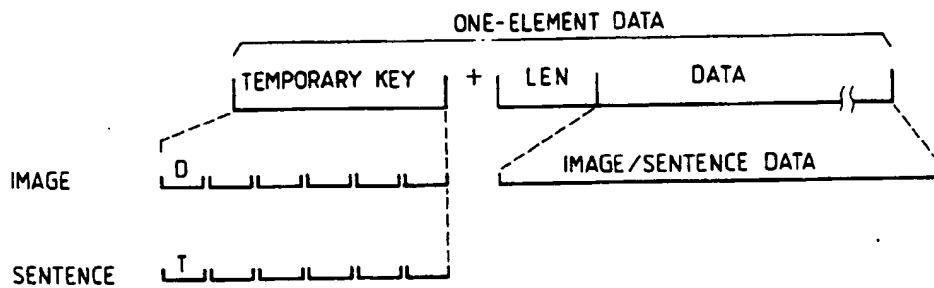 ONE-ELEMENT DATA
TEMPORARY KEY + LEN DATA
IMAGE/SENTENCE DATA
IMAGE D
SENTENCE T